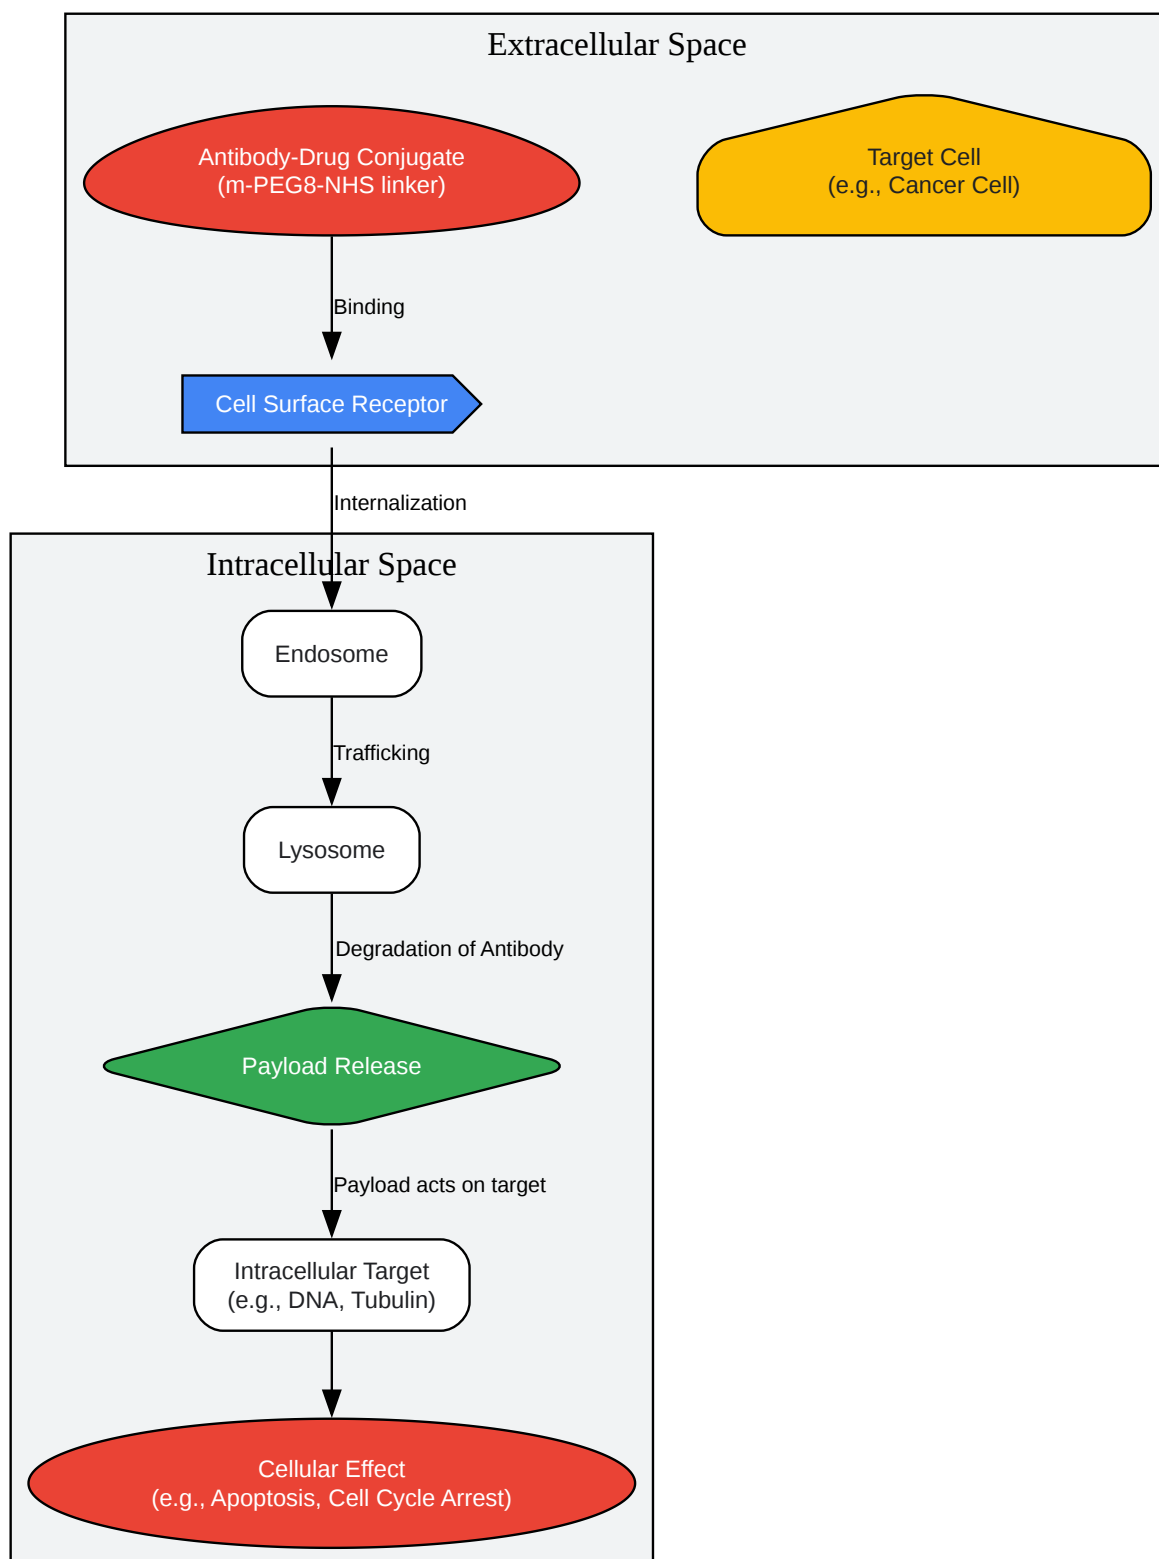 Extracellular Space
Antibody-Drug Conjugate
(m-PEG8-NHS linker)
Target Cell
(e.g., Cancer Cell)
Binding
Cell Surface Receptor
Internalization
Intracellular Space
Endosome
Trafficking
Lysosome
Degradation of Antibody
Payload Release
Payload acts on target
Intracellular Target
(e.g., DNA, Tubulin)
Cellular Effect
(e.g., Apoptosis, Cell Cycle Arrest)